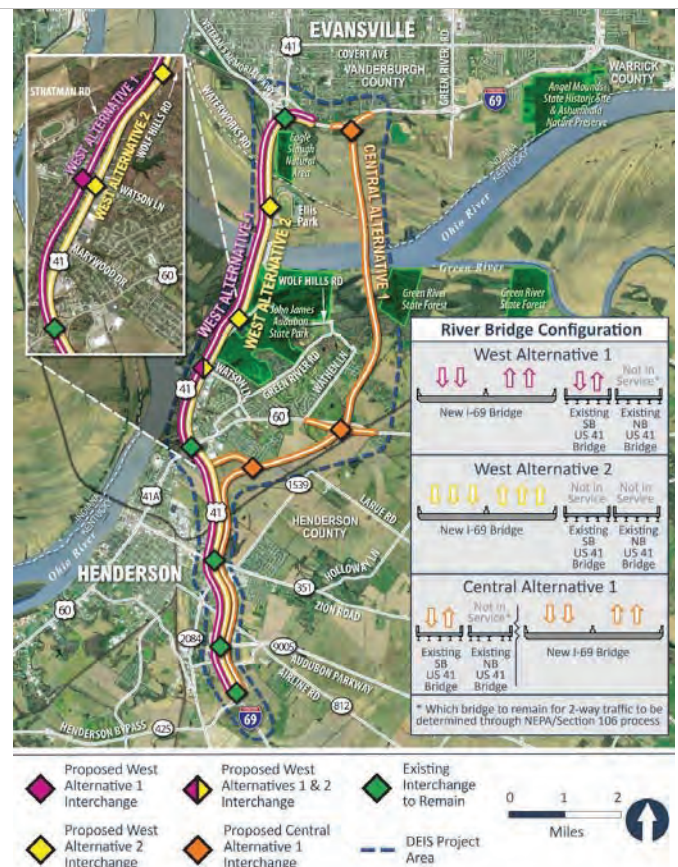 EVANSVILLE
41
COVERT AVE
VANDERBURGH
COUNTY
VETERANS MEMORIAL PKWY
WATERWORKS RD
GREEN RIVER RD
69
WARRICK
COUNTY
Angel Mounds
State Historic Site
& Ashumbala
Nature Preserve
INDIANA
KENTUCKY
Ohio River
Eagle
Slough
Natural
Area
Ellis
Park
CENTRAL ALTERNATIVE 1
WEST ALTERNATIVE 1
WEST ALTERNATIVE 2
STRATMAN RD
WEST ALTERNATIVE 1
WEST ALTERNATIVE 2
WOLF HILLS RD
WATSON LN
41
MARYWOOD DR
60
WOLF HILLS RD
John James
Audubon
State Park
Green River
Green River
State Forest
Green River
State Forest
41
WATSON LN
GREEN RIVER RD
WATHEN LN
60
41A
41
1539
LARUE RD
HENDERSON
COUNTY
HOLLOWAY LN
351
ZION ROAD
INDIANA
KENTUCKY
Ohio River
HENDERSON
60
2084
9005
AUDUBON PARKWAY
AIRLINE RD
812
HENDERSON BYPASS
425
69
River Bridge Configuration
West Alternative 1
Not in
Service*
New I-69 Bridge
Existing
SB
US 41
Bridge
Existing
NB
US 41
Bridge
West Alternative 2
Not in
Service
Not in
Service
New I-69 Bridge
Existing
SB
US 41
Bridge
Existing
NB
US 41
Bridge
Central Alternative 1
Not in
Service*
Existing
SB
US 41
Bridge
Existing
NB
US 41
Bridge
New I-69 Bridge
* Which bridge to remain for 2-way traffic to be
determined through NEPA/Section 106 process
Proposed West
Alternative 1
Interchange
Proposed West
Alternatives 1 & 2
Interchange
Existing
Interchange
to Remain
0 1 2
Miles
Proposed West
Alternative 2
Interchange
Proposed Central
Alternative 1
Interchange
DEIS Project
Area